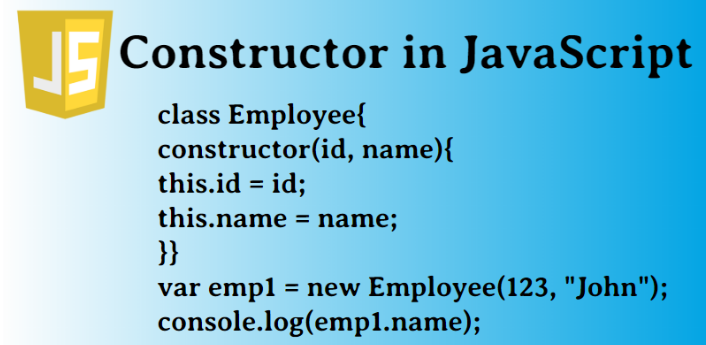 JS
Constructor in JavaScript
class Employee{
constructor(id, name){
this.id = id;
this.name = name;
}}
var emp1 = new Employee(123, "John");
console.log(emp1.name);